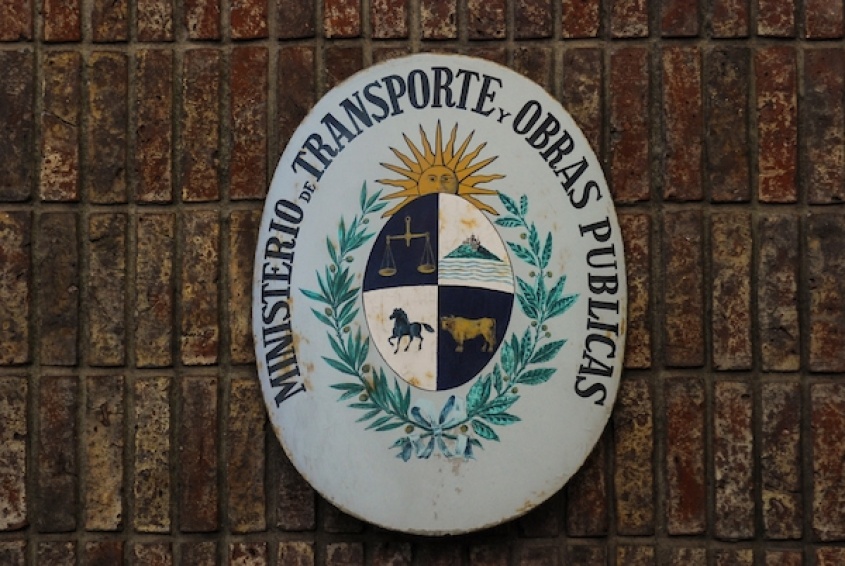 MINISTERIO DE TRANSPORTE Y OBRAS PUBLICAS